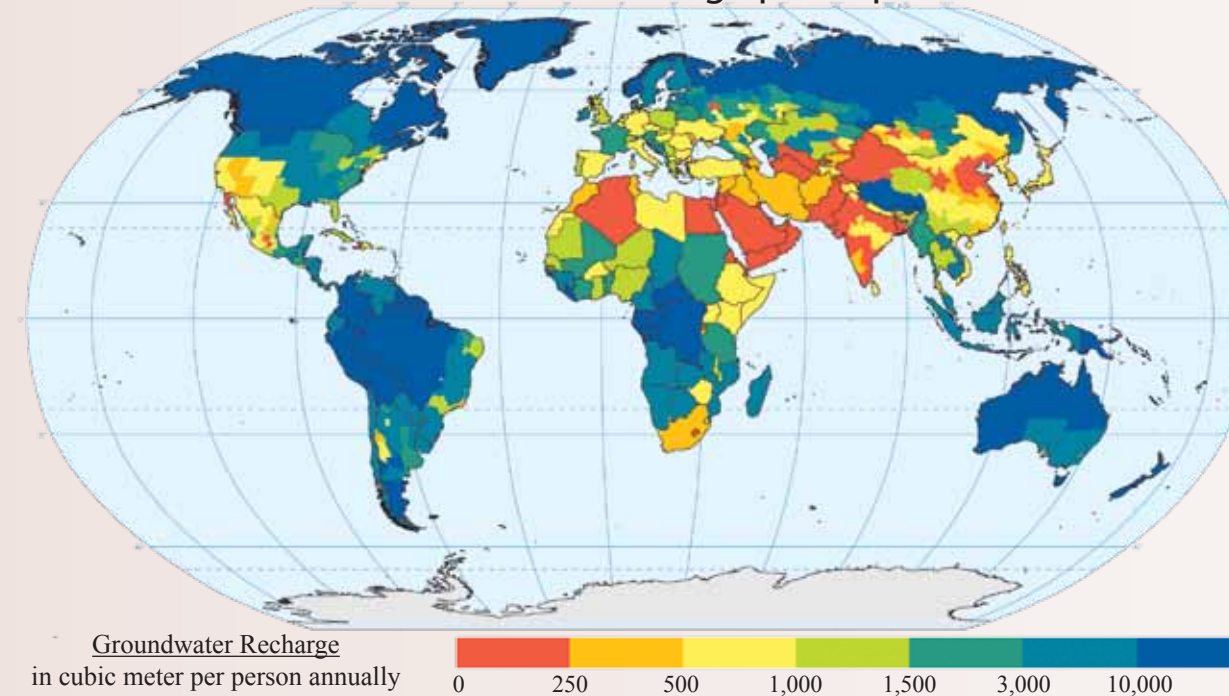 Groundwater Recharge
in cubic meter per person annually
0 250 500 1,000 1,500 3,000 10,000